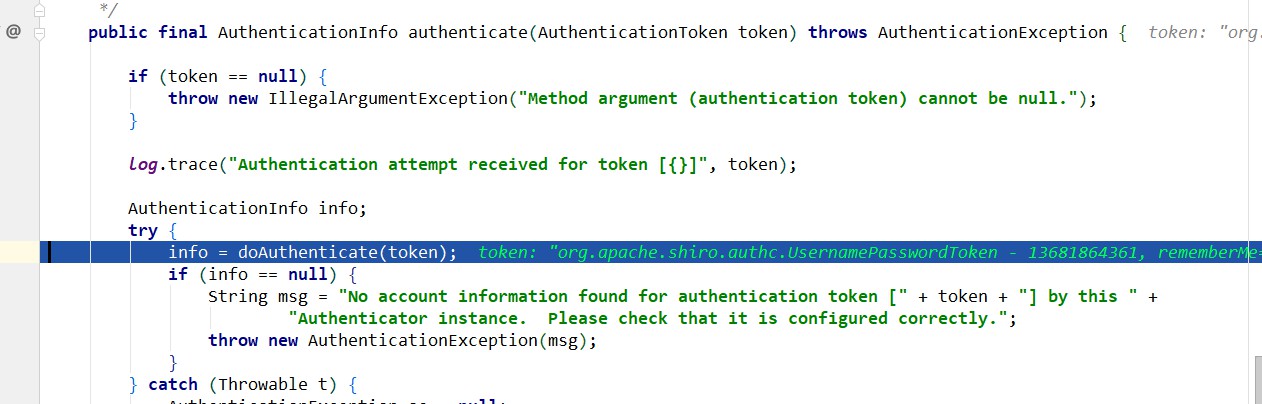 */
@ public final AuthenticationInfo authenticate(AuthenticationToken token) throws AuthenticationException { token: "org.
if (token == null) {
throw new IllegalArgumentException("Method argument (authentication token) cannot be null.");
}
log.trace("Authentication attempt received for token [{}]", token);
AuthenticationInfo info;
try {
info = doAuthenticate(token); token: "org.apache.shiro.authc.UsernamePasswordToken - 13681864361, rememberMe=
if (info == null) {
String msg = "No account information found for authentication token [" + token + "] by this " +
"Authenticator instance.  Please check that it is configured correctly.";
throw new AuthenticationException(msg);
}
} catch (Throwable t) {